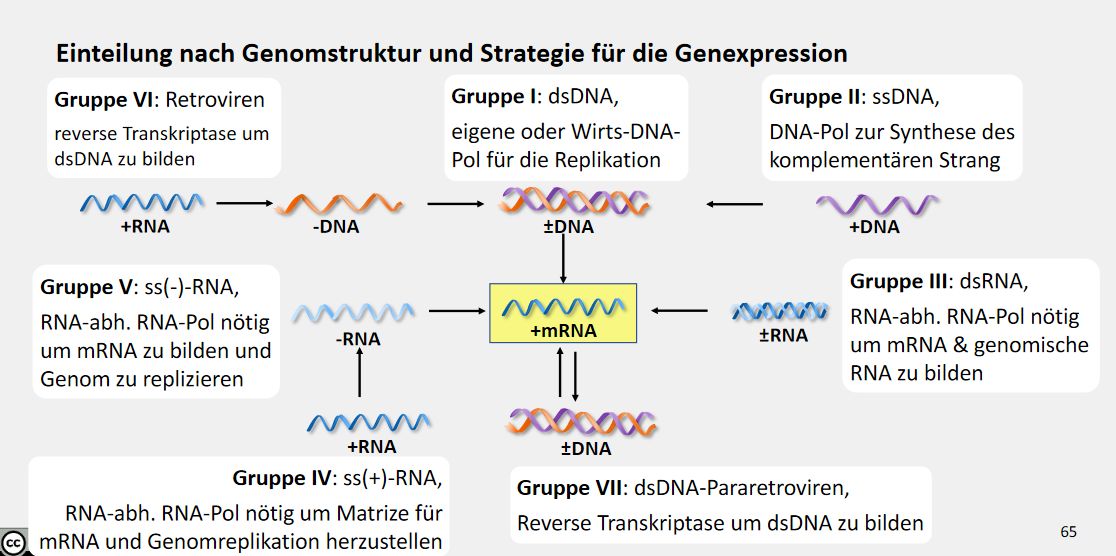 Einteilung nach Genomstruktur und Strategie für die Genexpression
Gruppe VI: Retroviren
reverse Transkriptase um
dsDNA zu bilden
Gruppe I: dsDNA,
eigene oder Wirts-DNA-
Pol für die Replikation
Gruppe II: ssDNA,
DNA-Pol zur Synthese des
komplementären Strang
+RNA
-DNA
±DNA
+DNA
Gruppe V: ss(-)-RNA,
RNA-abh. RNA-Pol nötig
um mRNA zu bilden und
Genom zu replizieren
-RNA
+mRNA
±RNA
Gruppe III: dsRNA,
RNA-abh. RNA-Pol nötig
um mRNA & genomische
RNA zu bilden
+RNA
±DNA
Gruppe IV: ss(+)-RNA,
RNA-abh. RNA-Pol nötig um Matrize für
mRNA und Genomreplikation herzustellen
Gruppe VII: dsDNA-Pararetroviren,
Reverse Transkriptase um dsDNA zu bilden
65
cc